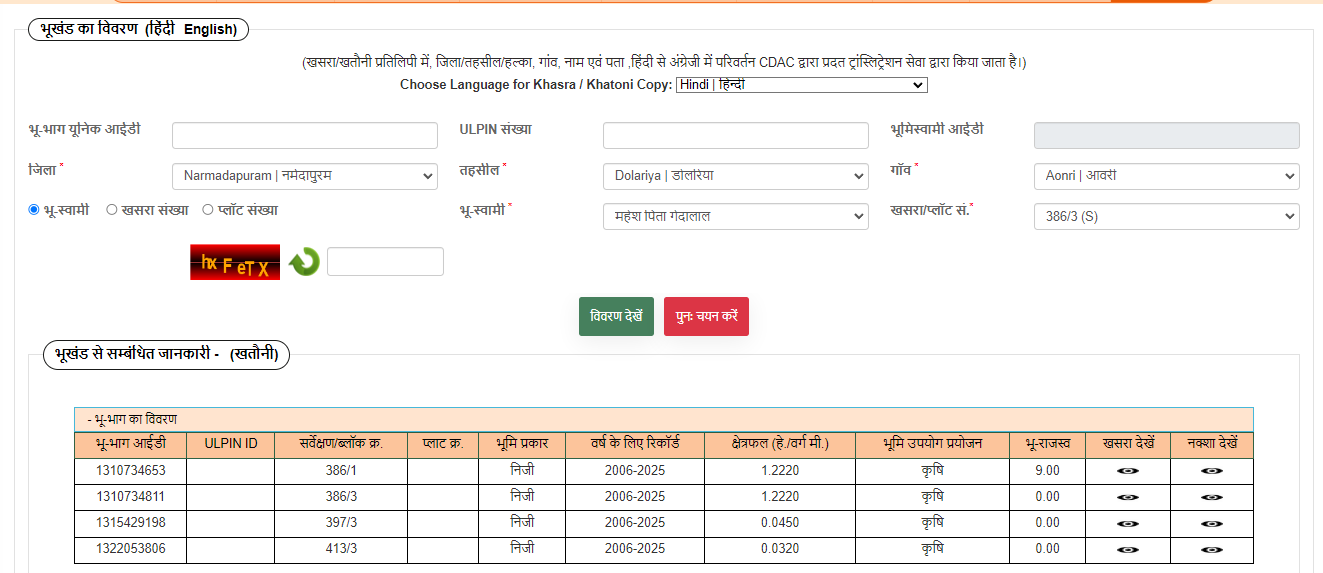 भूखंड का विवरण (हिंदी English)
(खसरा/खतौनी प्रतिलिपी में, जिला/तहसील/हल्का, गांव, नाम एवं पता ,हिंदी से अंग्रेजी में परिवर्तन CDAC द्वारा प्रदत ट्रांस्लिट्रेशन सेवा द्वारा किया जाता है।)
Choose Language for Khasra / Khatoni Copy: Hindi | हिन्दी
भू-भाग यूनिक आईडी ULPIN संख्या भूमिस्वामी आईडी
जिला * Narmadapuram | नर्मदापुरम तहसील * Dolariya | डोलरिया गॉव * Aonri | आवरी
भू-स्वामी खसरा संख्या प्लॉट संख्या भू-स्वामी * महेश पिता गेंदालाल खसरा/प्लॉट सं.* 386/3 (S)
hx F eT X
विवरण देखें पुनः चयन करें
भूखंड से सम्बंधित जानकारी - (खतौनी)
- भू-भाग का विवरण
भू-भाग आईडी ULPIN ID सर्वेक्षण/ब्लॉक क्र. प्लाट क्र. भूमि प्रकार वर्ष के लिए रिकॉर्ड क्षेत्रफल (हे./वर्ग मी.) भूमि उपयोग प्रयोजन भू-राजस्व खसरा देखें नक्शा देखें
1310734653 386/1 निजी 2006-2025 1.2220 कृषि 9.00
1310734811 386/3 निजी 2006-2025 1.2220 कृषि 0.00
1315429198 397/3 निजी 2006-2025 0.0450 कृषि 0.00
1322053806 413/3 निजी 2006-2025 0.0320 कृषि 0.00